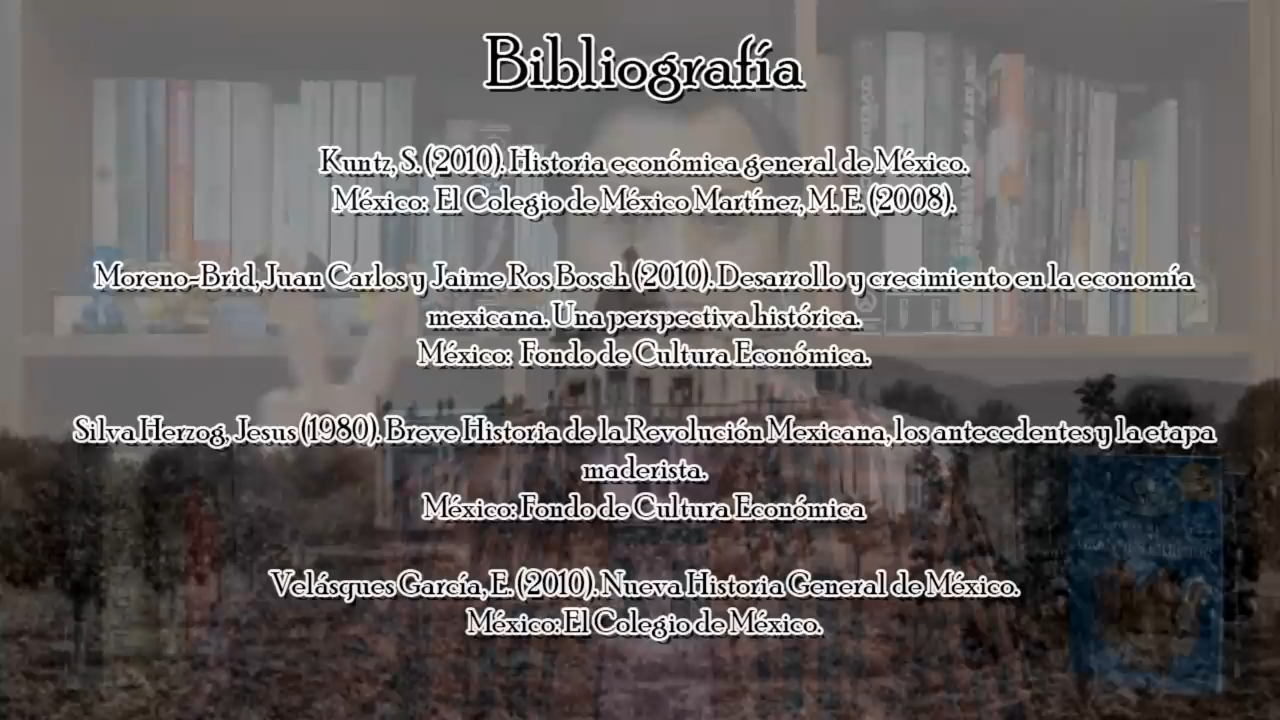 Bibliografía
Kuntz, S. (2010). Historia económica general de México.
México: El Colegio de México Martínez, M. E. (2008).
Moreno-Brid, Juan Carlos y Jaime Ros Bosch (2010). Desarrollo y crecimiento en la economía
mexicana. Una perspectiva histórica.
México: Fondo de Cultura Económica.
Silva Herzog, Jesus (1980). Breve Historia de la Revolución Mexicana, los antecedentes y la etapa
maderista.
México: Fondo de Cultura Económica
Velásques García, E. (2010). Nueva Historia General de México.
México: El Colegio de México.